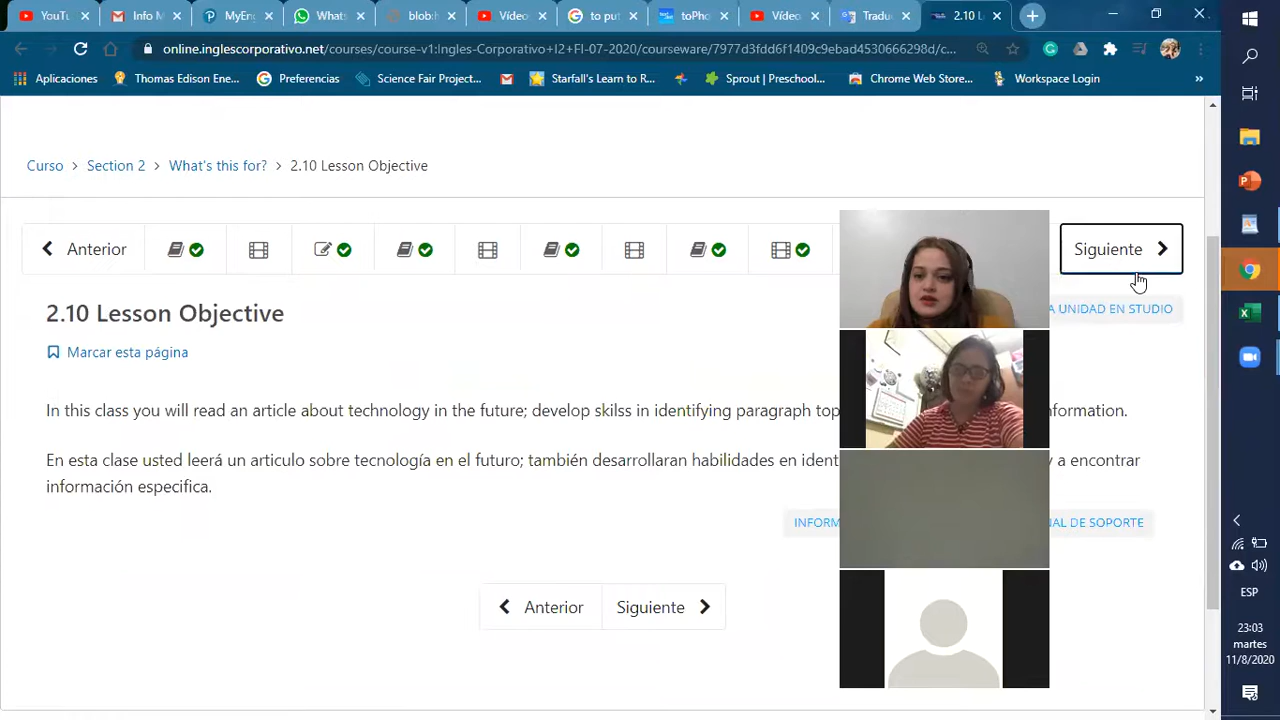 YouTu
Info M
MyEn
Whats
blob:h
Vídeo
to put
toPho
Vídeo
Tradu
2.10 L
online.inglescorporativo.net/courses/course-v1:Ingles-Corporativo+I2+FI-07-2020/courseware/7977d3fdd6f1409c9ebad4530666298d/c...
Aplicaciones
Thomas Edison Ene...
Preferencias
Science Fair Project...
Starfall's Learn to R...
Sprout | Preschool...
Chrome Web Store...
Workspace Login
»
Curso > Section 2 > What's this for? > 2.10 Lesson Objective
Anterior
Siguiente
2.10 Lesson Objective
A UNIDAD EN STUDIO
Marcar esta página
In this class you will read an article about technology in the future; develop skilss in identifying paragraph top formation.
En esta clase usted leerá un articulo sobre tecnología en el futuro; también desarrollaran habilidades en ident y a encontrar
información especifica.
INFORM NAL DE SOPORTE
Anterior Siguiente
ESP
23:03
martes
11/8/2020